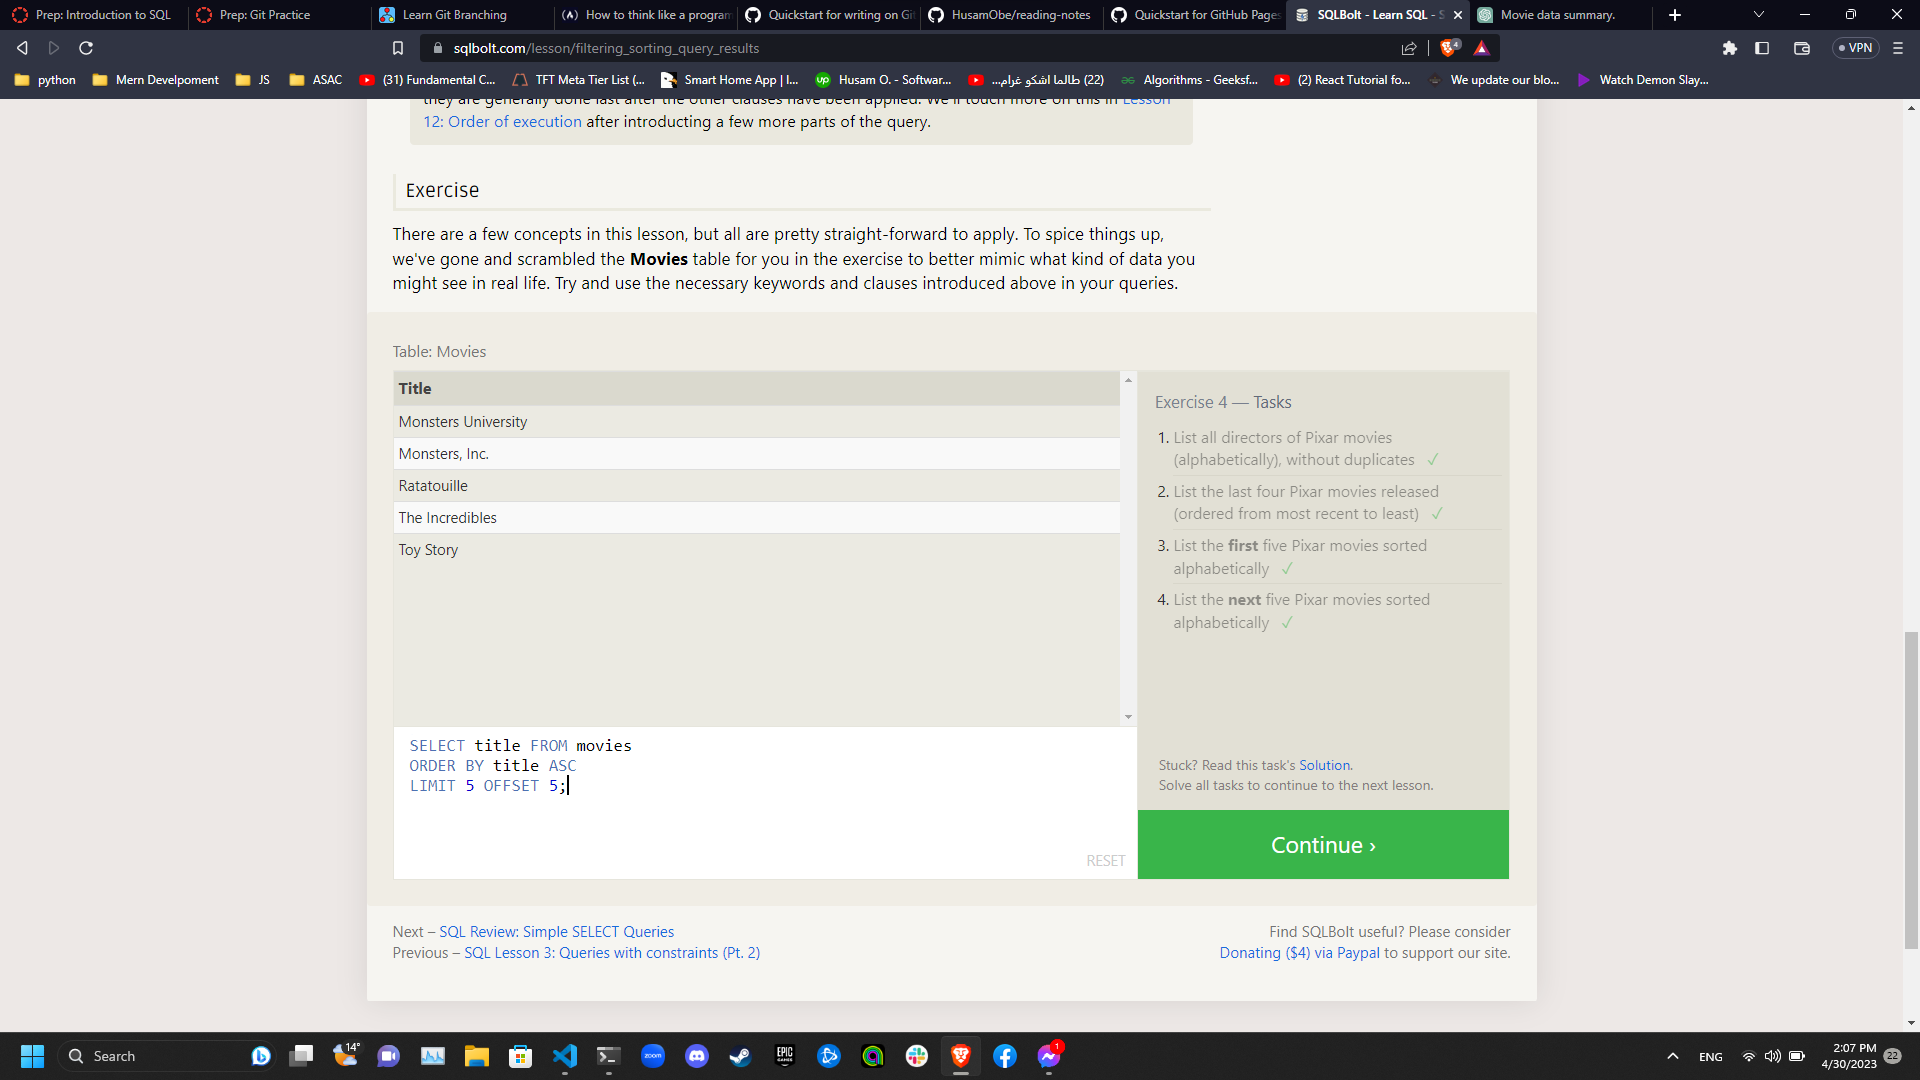 Prep: Introduction to SQL
Prep: Git Practice
Learn Git Branching
How to think like a program
Quickstart for writing on Gi
HusamObe/reading-notes
Quickstart for GitHub Pages
SQLBolt - Learn SQL - S
Movie data summary.
sqlbolt.com/lesson/filtering_sorting_query_results
4
VPN
python
Mern Develpoment
JS
ASAC
(31) Fundamental C...
TFT Meta Tier List (...
Smart Home App | I...
up Husam O. - Softwar...
(22) طالما اشكو غرام...
Algorithms - Geeksf...
(2) React Tutorial fo...
We update our blo...
Watch Demon Slay...
they are generally done last after the other clauses have been applied. We'll touch more on this in Lesson
12: Order of execution after introducting a few more parts of the query.
Exercise
There are a few concepts in this lesson, but all are pretty straight-forward to apply. To spice things up,
we've gone and scrambled the Movies table for you in the exercise to better mimic what kind of data you
might see in real life. Try and use the necessary keywords and clauses introduced above in your queries.
Table: Movies
Title
Monsters University
Monsters, Inc.
Ratatouille
The Incredibles
Toy Story
SELECT title FROM movies
ORDER BY title ASC
LIMIT 5 OFFSET 5;
RESET
Exercise 4 — Tasks
1. List all directors of Pixar movies
(alphabetically), without duplicates ✓
2. List the last four Pixar movies released
(ordered from most recent to least) ✓
3. List the first five Pixar movies sorted
alphabetically ✓
4. List the next five Pixar movies sorted
alphabetically ✓
Stuck? Read this task's Solution.
Solve all tasks to continue to the next lesson.
Continue ›
Next – SQL Review: Simple SELECT Queries
Previous – SQL Lesson 3: Queries with constraints (Pt. 2)
Find SQLBolt useful? Please consider
Donating ($4) via Paypal to support our site.
Search
14°
zoom
EPIC GAMES
1
ENG
2:07 PM
4/30/2023
22